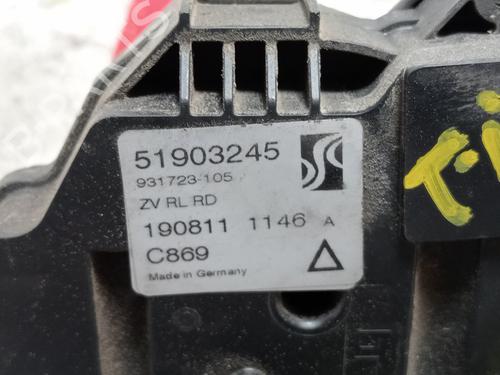 51903245
931723-105
ZV RL RD
190811 1146 A
C869
Made in Germany